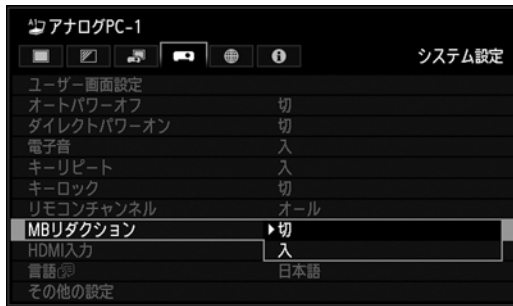 A1 アナログPC-1
システム設定
ユーザー画面設定
オートパワーオフ 切
ダイレクトパワーオン 切
電子音 入
キーリピート 入
キーロック 切
リモコンチャンネル オール
MBリダクション 切
HDMI入力 入
言語 日本語
その他の設定